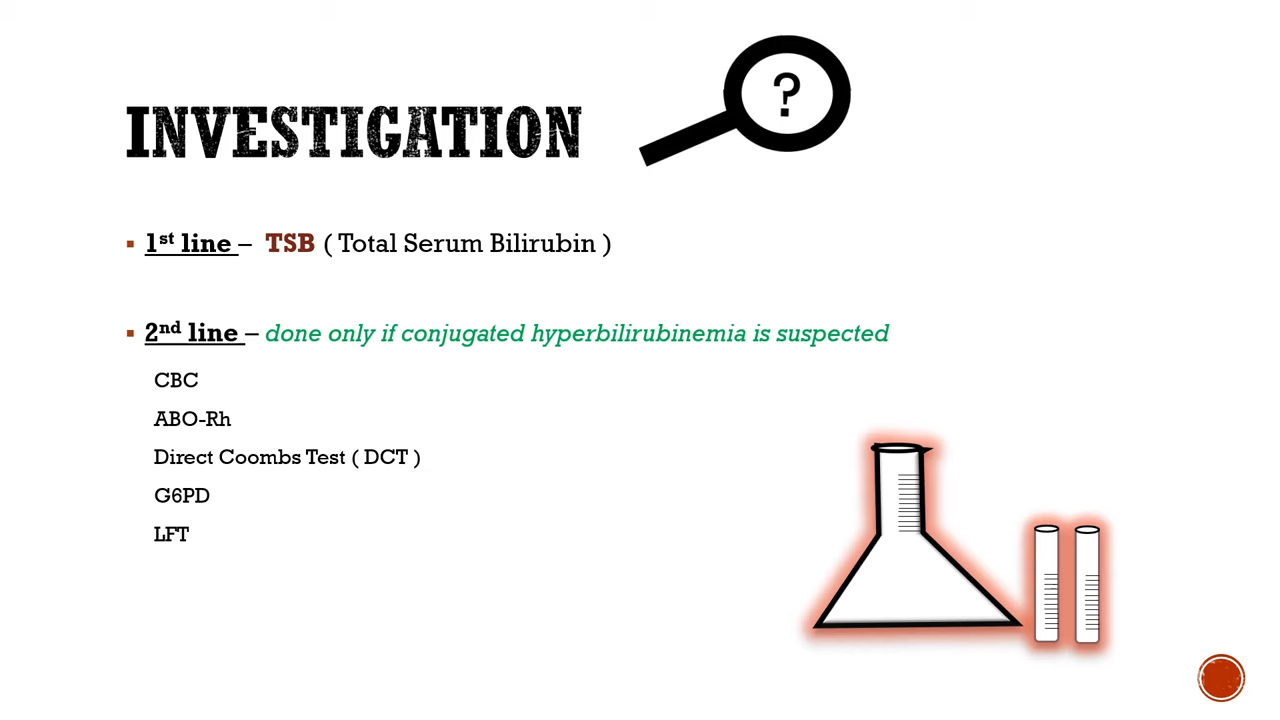 INVESTIGATION
?
▪ 1st line – TSB ( Total Serum Bilirubin )
▪ 2nd line – done only if conjugated hyperbilirubinemia is suspected
CBC
ABO-Rh
Direct Coombs Test ( DCT )
G6PD
LFT